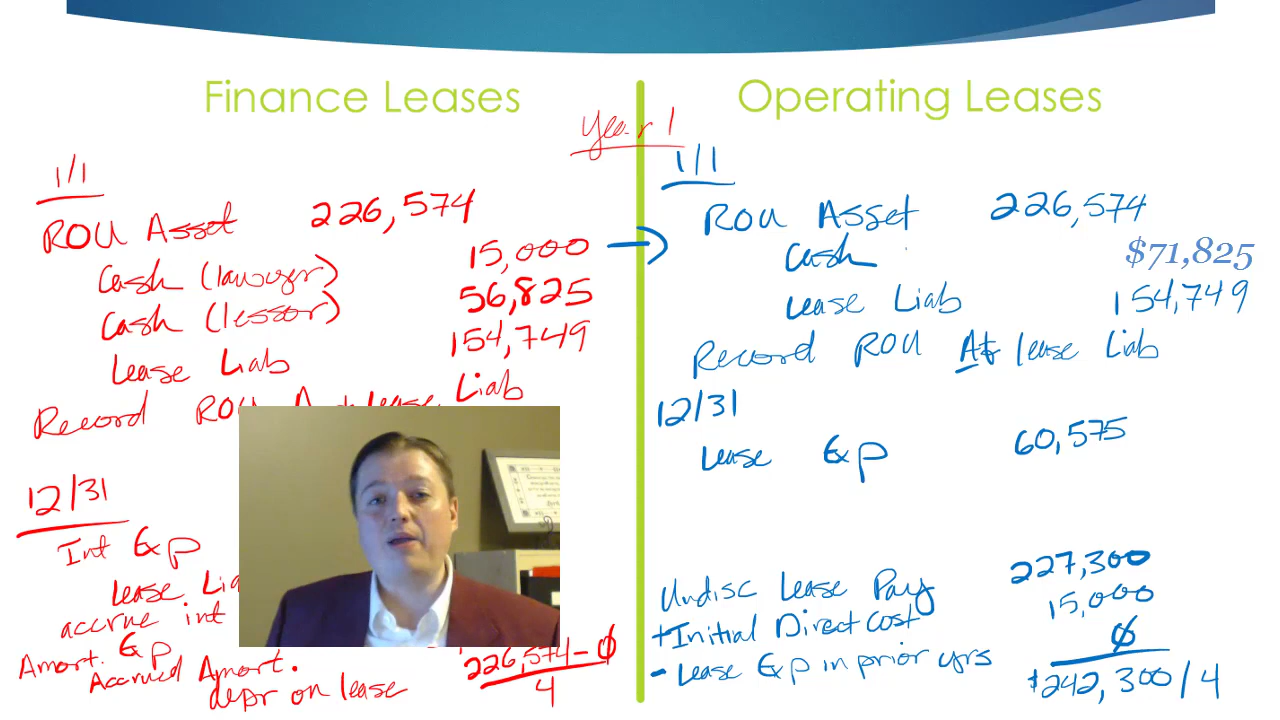 Finance Leases
Year 1
1/1
ROU Asset 226,574
Cash (lawyer) 15,000
Cash (lessor) 56,825
Lease Liab 154,749
Record ROU lease Liab
12/31
Int Exp
Lease
accrue int
Amort. Exp
Accrued Amort.
depr on lease
226,574 - 0
4
Operating Leases
1/1
ROU Asset 226,574
Cash $71,825
Lease Liab 154,749
Record ROU A + lease Liab
12/31
Lease Exp 60,575
Undisc Lease Pay 227,300
+ Initial Direct Cost 15,000
- Lease Exp in prior yrs 0
$242,300/4